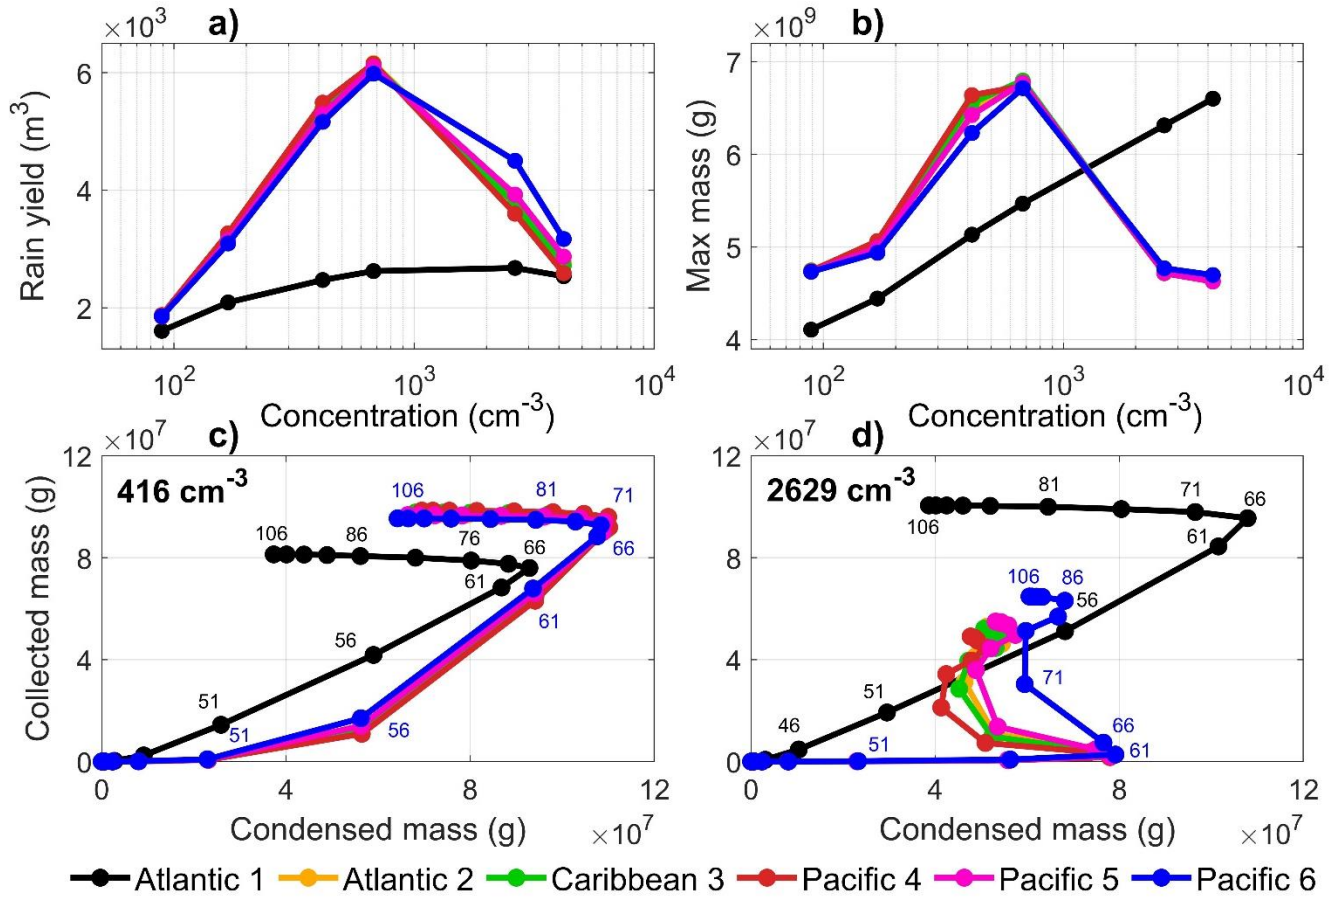 ×10³ a)
6
4
2
Rain yield (m³)
10² 10³ 10⁴
Concentration (cm⁻³)
×10⁹ b)
7
6
5
4
Max mass (g)
10² 10³ 10⁴
Concentration (cm⁻³)
×10⁷ c)
12
8
4
0
Collected mass (g)
416 cm⁻³
106 81 71
106 86 76 66
66
61
61
56
56
51
51
0 4 8 12
Condensed mass (g) ×10⁷
×10⁷ d)
12
8
4
0
2629 cm⁻³
81 71 66
106
61
106 86
56
71
51
46
66
51 61
0 4 8 12
Condensed mass (g) ×10⁷
Atlantic 1 Atlantic 2 Caribbean 3 Pacific 4 Pacific 5 Pacific 6